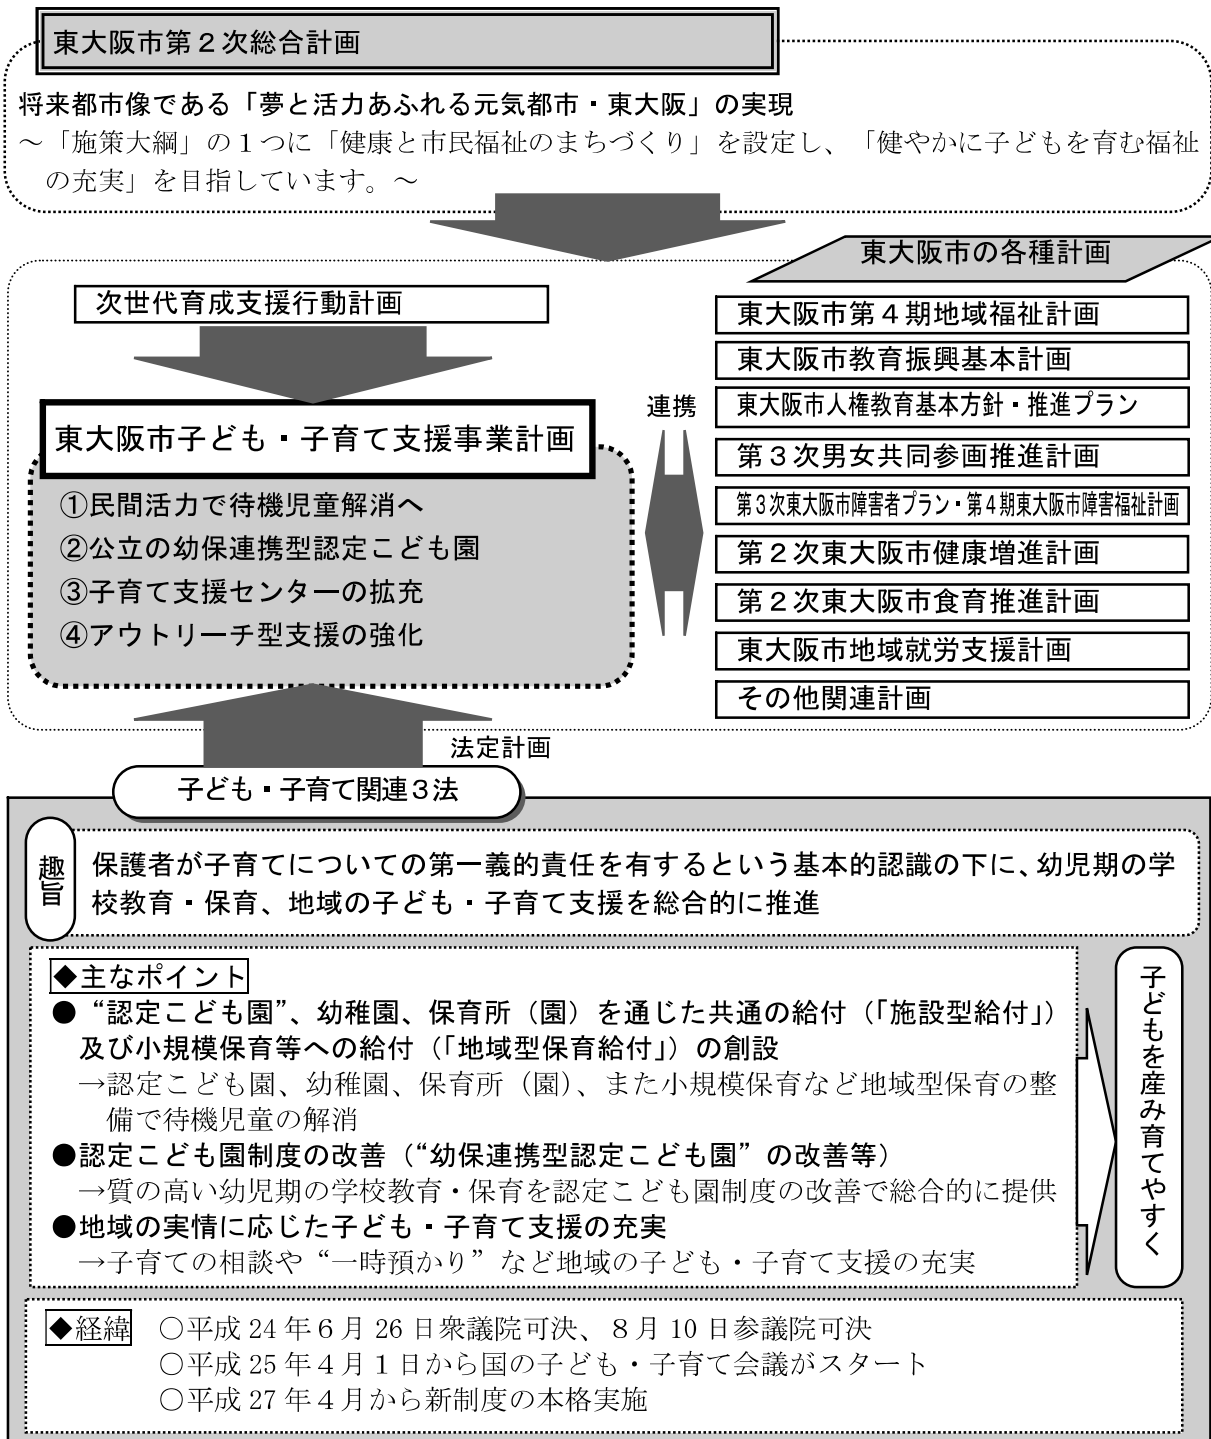 東大阪市第２次総合計画
将来都市像である「夢と活力あふれる元気都市・東大阪」の実現
～「施策大綱」の１つに「健康と市民福祉のまちづくり」を設定し、「健やかに子どもを育む福祉
の充実」を目指しています。～
東大阪市の各種計画
次世代育成支援行動計画
東大阪市子ども・子育て支援事業計画
①民間活力で待機児童解消へ
②公立の幼保連携型認定こども園
③子育て支援センターの拡充
④アウトリーチ型支援の強化
連携
東大阪市第４期地域福祉計画
東大阪市教育振興基本計画
東大阪市人権教育基本方針・推進プラン
第３次男女共同参画推進計画
第３次東大阪市障害者プラン・第４期東大阪市障害福祉計画
第２次東大阪市健康増進計画
第２次東大阪市食育推進計画
東大阪市地域就労支援計画
その他関連計画
法定計画
子ども・子育て関連３法
趣旨
保護者が子育てについての第一義的責任を有するという基本的認識の下に、幼児期の学
校教育・保育、地域の子ども・子育て支援を総合的に推進
◆主なポイント
●“認定こども園”、幼稚園、保育所（園）を通じた共通の給付（「施設型給付」）
及び小規模保育等への給付（「地域型保育給付」）の創設
→認定こども園、幼稚園、保育所（園）、また小規模保育など地域型保育の整
備で待機児童の解消
●認定こども園制度の改善（“幼保連携型認定こども園”の改善等）
→質の高い幼児期の学校教育・保育を認定こども園制度の改善で総合的に提供
●地域の実情に応じた子ども・子育て支援の充実
→子育ての相談や“一時預かり”など地域の子ども・子育て支援の充実
子どもを産み育てやすく
◆経緯 ○平成 24 年６月 26 日衆議院可決、８月 10 日参議院可決
○平成 25 年４月１日から国の子ども・子育て会議がスタート
○平成 27 年４月から新制度の本格実施